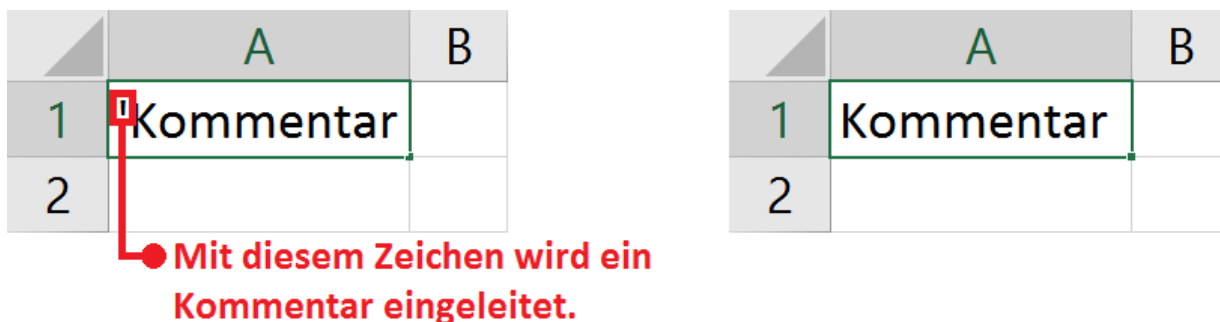 A B
1 'Kommentar
2
Mit diesem Zeichen wird ein
Kommentar eingeleitet.
A B
1 Kommentar
2